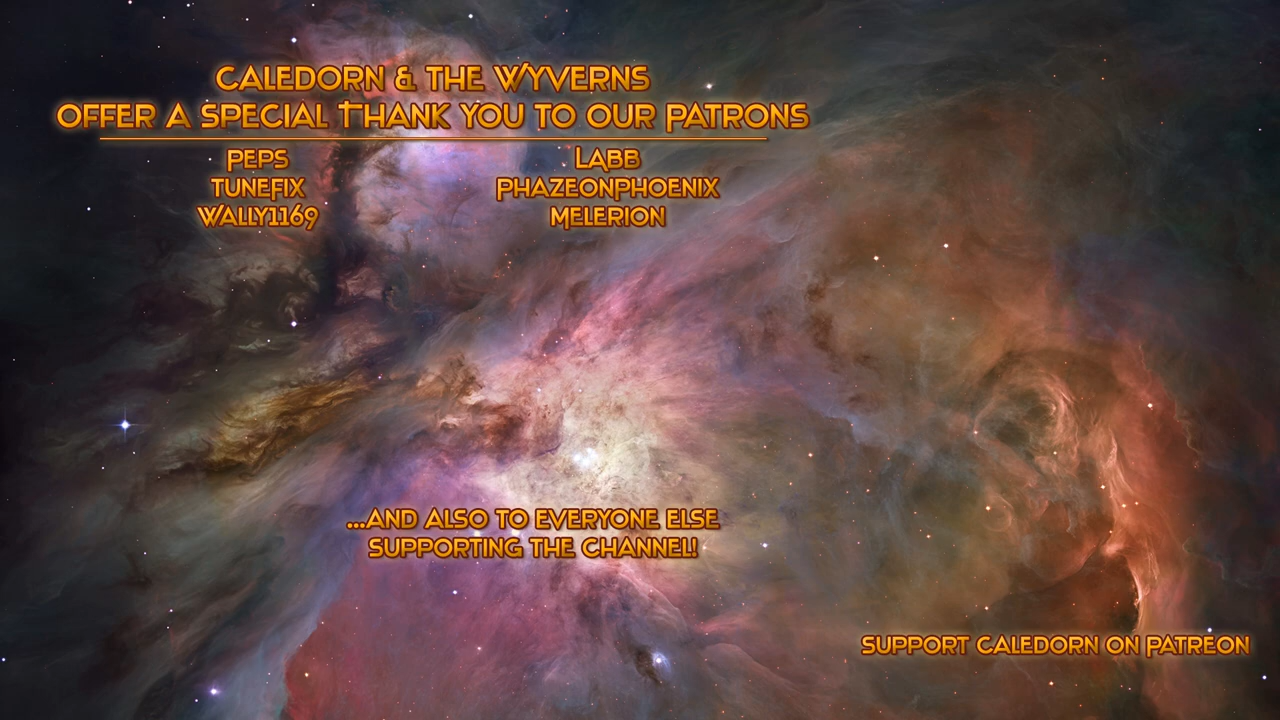 CALEDORN & THE WYVERNS
OFFER A SPECIAL THANK YOU TO OUR PATRONS
PEPS
TUNEFIX
WALLY1169
LABB
PHAZEONPHOENIX
MELERION
...AND ALSO TO EVERYONE ELSE
SUPPORTING THE CHANNEL!
SUPPORT CALEDORN ON PATREON